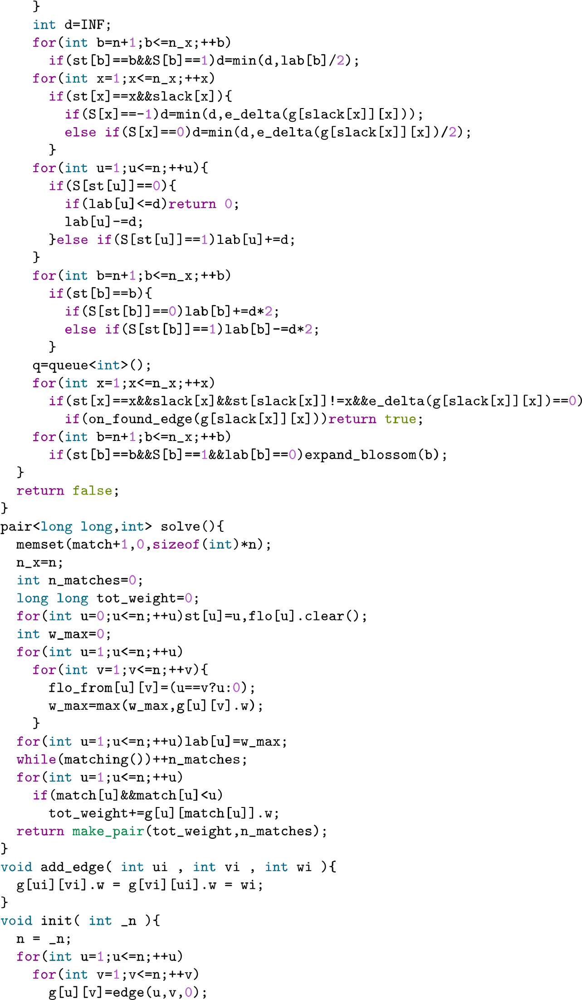 }
    int d=INF;
    for(int b=n+1;b<=n_x;++b)
      if(st[b]==b&&S[b]==1)d=min(d,lab[b]/2);
    for(int x=1;x<=n_x;++x)
      if(st[x]==x&&slack[x]){
        if(S[x]==-1)d=min(d,e_delta(g[slack[x]][x]));
        else if(S[x]==0)d=min(d,e_delta(g[slack[x]][x])/2);
      }
    for(int u=1;u<=n;++u){
      if(S[st[u]]==0){
        if(lab[u]<=d)return 0;
        lab[u]-=d;
      }else if(S[st[u]]==1)lab[u]+=d;
    }
    for(int b=n+1;b<=n_x;++b)
      if(st[b]==b){
        if(S[st[b]]==0)lab[b]+=d*2;
        else if(S[st[b]]==1)lab[b]-=d*2;
      }
    q=queue<int>();
    for(int x=1;x<=n_x;++x)
      if(st[x]==x&&slack[x]&&st[slack[x]]!=x&&e_delta(g[slack[x]][x])==0)
        if(on_found_edge(g[slack[x]][x]))return true;
    for(int b=n+1;b<=n_x;++b)
      if(st[b]==b&&S[b]==1&&lab[b]==0)expand_blossom(b);
  }
  return false;
}
pair<long long,int> solve(){
  memset(match+1,0,sizeof(int)*n);
  n_x=n;
  int n_matches=0;
  long long tot_weight=0;
  for(int u=0;u<=n;++u)st[u]=u,flo[u].clear();
  int w_max=0;
  for(int u=1;u<=n;++u)
    for(int v=1;v<=n;++v){
      flo_from[u][v]=(u==v?u:0);
      w_max=max(w_max,g[u][v].w);
    }
  for(int u=1;u<=n;++u)lab[u]=w_max;
  while(matching())++n_matches;
  for(int u=1;u<=n;++u)
    if(match[u]&&match[u]<u)
      tot_weight+=g[u][match[u]].w;
  return make_pair(tot_weight,n_matches);
}
void add_edge( int ui , int vi , int wi ){
  g[ui][vi].w = g[vi][ui].w = wi;
}
void init( int _n ){
  n = _n;
  for(int u=1;u<=n;++u)
    for(int v=1;v<=n;++v)
      g[u][v]=edge(u,v,0);